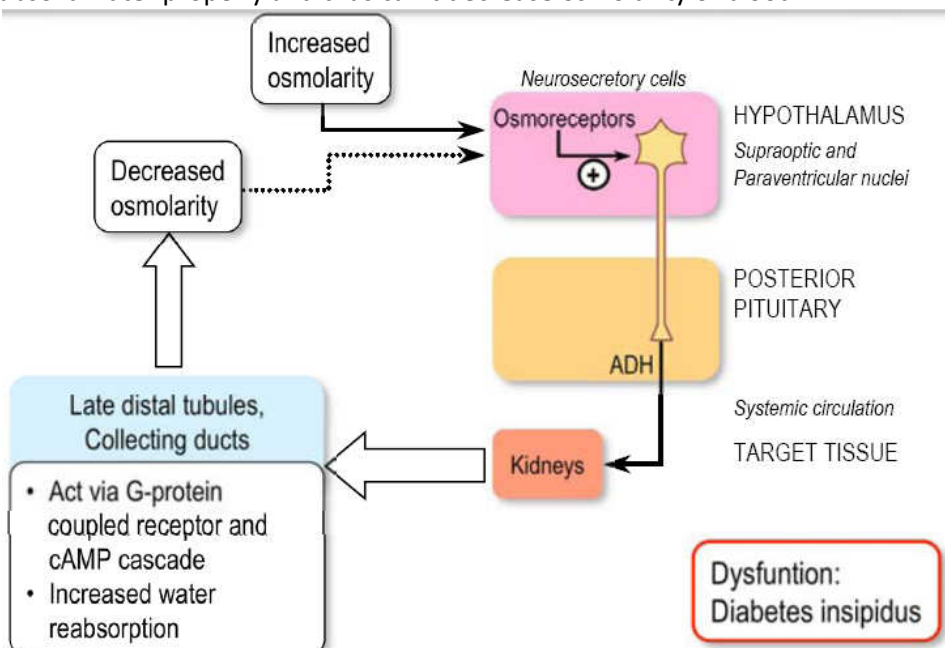 Increased
osmolarity
Neurosecretory cells
Osmoreceptors
+
HYPOTHALAMUS
Supraoptic and
Paraventricular nuclei
Decreased
osmolarity
POSTERIOR
PITUITARY
ADH
Late distal tubules,
Collecting ducts
Systemic circulation
TARGET TISSUE
Kidneys
• Act via G-protein
coupled receptor and
cAMP cascade
• Increased water
reabsorption
Dysfuntion:
Diabetes insipidus